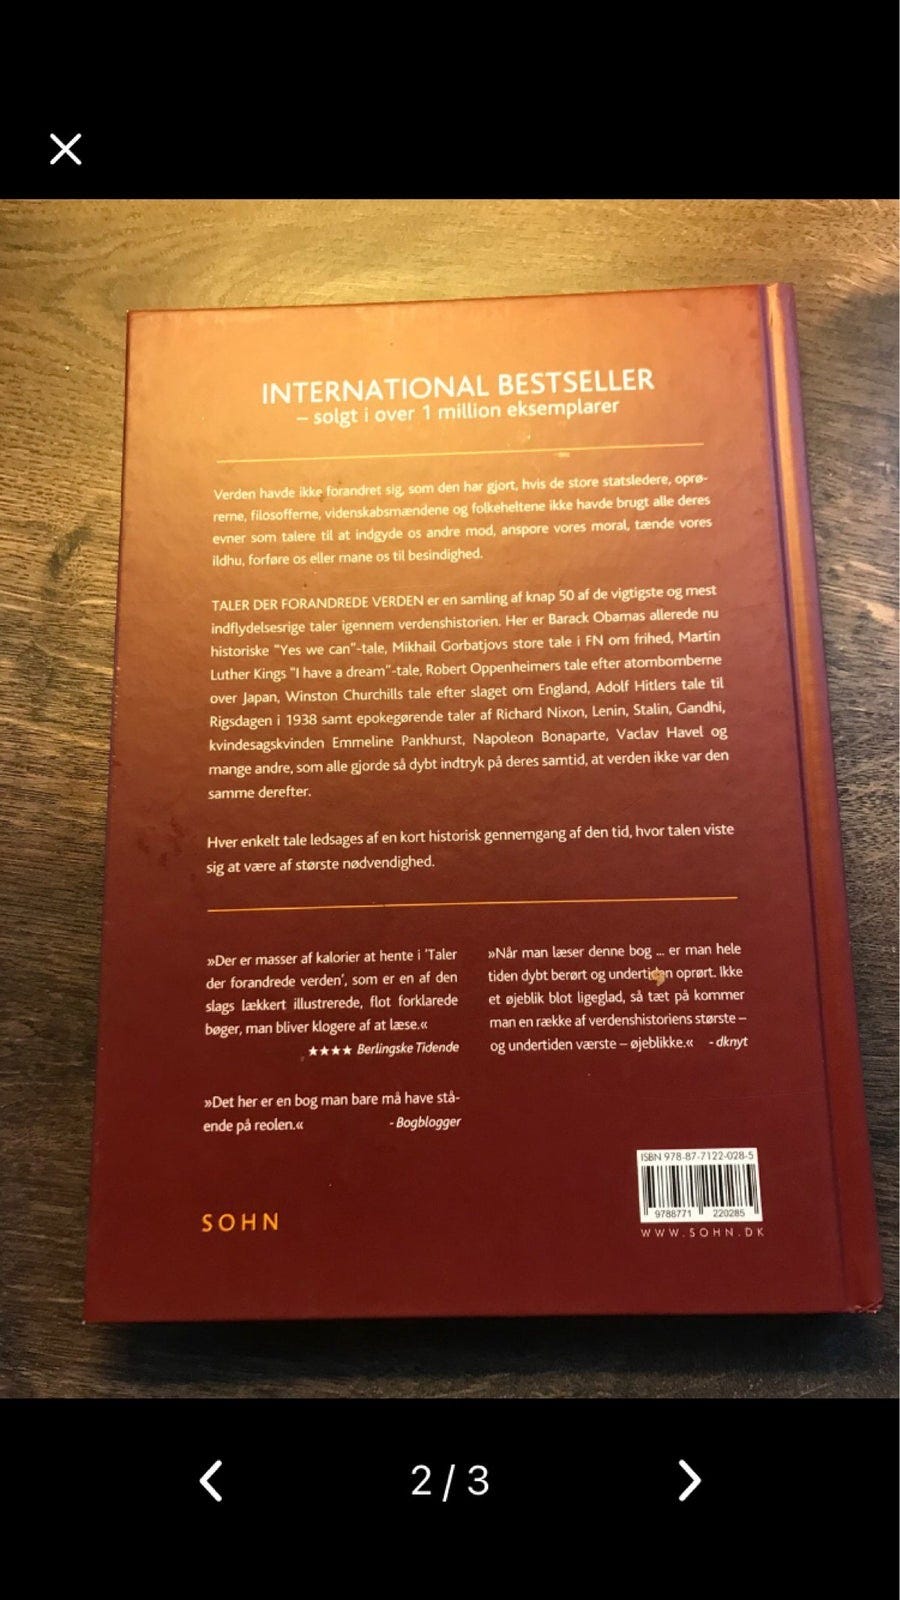 INTERNATIONAL BESTSELLER
– solgt i over 1 million eksemplarer
Verden havde ikke forandret sig, som den har gjort, hvis de store statsledere, oprø-
rerne, filosofferne, videnskabsmændene og folkeheltene ikke havde brugt alle deres
evner som talere til at indgyde os andre mod, anspore vores moral, tænde vores
ildhu, forføre os eller mane os til besindighed.
TALER DER FORANDREDE VERDEN er en samling af knap 50 af de vigtigste og mest
indflydelsesrige taler igennem verdenshistorien. Her er Barack Obamas allerede nu
historiske "Yes we can"-tale, Mikhail Gorbatjovs store tale i FN om frihed, Martin
Luther Kings "I have a dream"-tale, Robert Oppenheimers tale efter atombomberne
over Japan, Winston Churchills tale efter slaget om England, Adolf Hitlers tale til
Rigsdagen i 1938 samt epokegørende taler af Richard Nixon, Lenin, Stalin, Gandhi,
kvindesagskvinden Emmeline Pankhurst, Napoleon Bonaparte, Vaclav Havel og
mange andre, som alle gjorde så dybt indtryk på deres samtid, at verden ikke var den
samme derefter.
Hver enkelt tale ledsages af en kort historisk gennemgang af den tid, hvor talen viste
sig at være af største nødvendighed.
»Der er masser af kalorier at hente i 'Taler
der forandrede verden', som er en af den
slags lækkert illustrerede, flot forklarede
bøger, man bliver klogere af at læse.«
★★★★ Berlingske Tidende
»Det her er en bog man bare må have stå-
ende på reolen.« - Bogblogger
»Når man læser denne bog ... er man hele
tiden dybt berørt og undertiden oprørt. Ikke
et øjeblik blot ligeglad, så tæt på kommer
man en række af verdenshistoriens største –
og undertiden værste – øjeblikke.« - dknyt
SOHN
ISBN 978-87-7122-028-5
9788771 220285
WWW.SOHN.DK
2 / 3